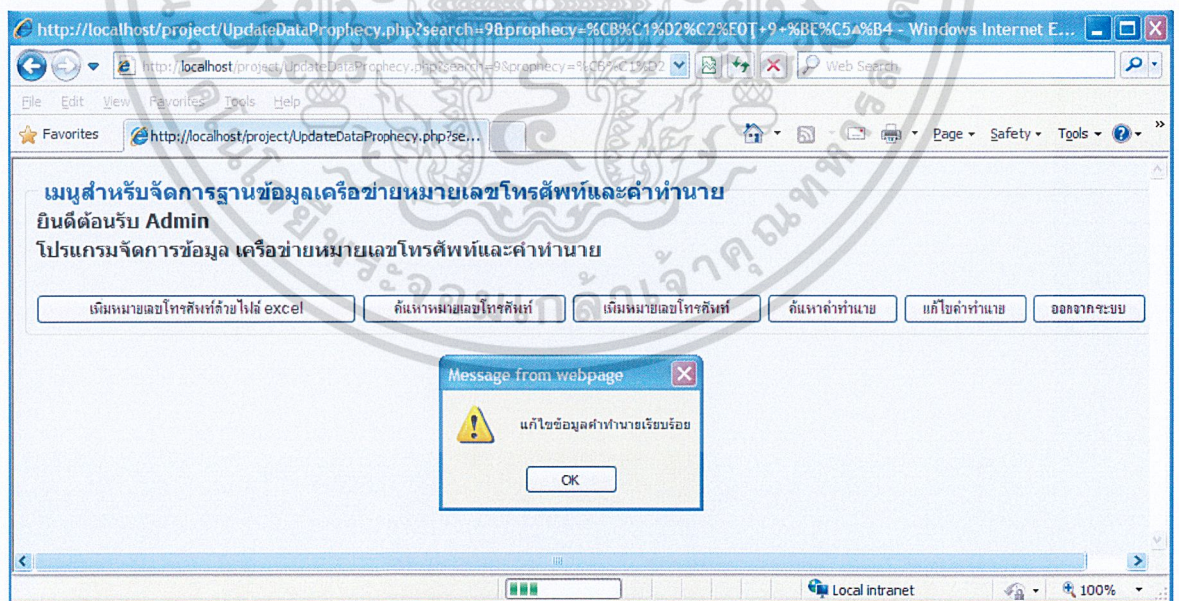 http://localhost/project/UpdateDataProphecy.php?search=9&prophecy=%CB%C1%D2%C2%E0T+9+%BE%C5%B4 - Windows Internet E...
http://localhost/project/UpdateDataProphecy.php?search=9&prophecy=%CB%C1%D2 Web Search
File Edit View Favorites Tools Help
Favorites http://localhost/project/UpdateDataProphecy.php?se... Page Safety Tools
เมนูสำหรับจัดการฐานข้อมูลเครือข่ายหมายเลขโทรศัพท์และคำทำนาย
ยินดีต้อนรับ Admin
โปรแกรมจัดการข้อมูล เครือข่ายหมายเลขโทรศัพท์และคำทำนาย
เพิ่มหมายเลขโทรศัพท์ด้วยไฟล์ excel ค้นหาหมายเลขโทรศัพท์ เพิ่มหมายเลขโทรศัพท์ ค้นหาคำทำนาย แก้ไขคำทำนาย ออกจากระบบ
Message from webpage
แก้ไขข้อมูลคำทำนายเรียบร้อย
OK
Local intranet 100%